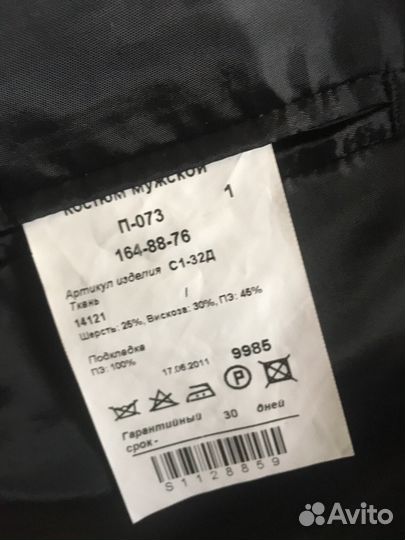 Костюм мужской
П-073 1
164-88-76
Артикул изделия С1-32Д
Ткань /
14121
Шерсть: 25%, Вискоза: 30%, ПЭ: 45%
Подкладка
ПЭ: 100%
17.06.2011 9985
P
Гарантийный
срок- 30 дней
S1128859
Avito